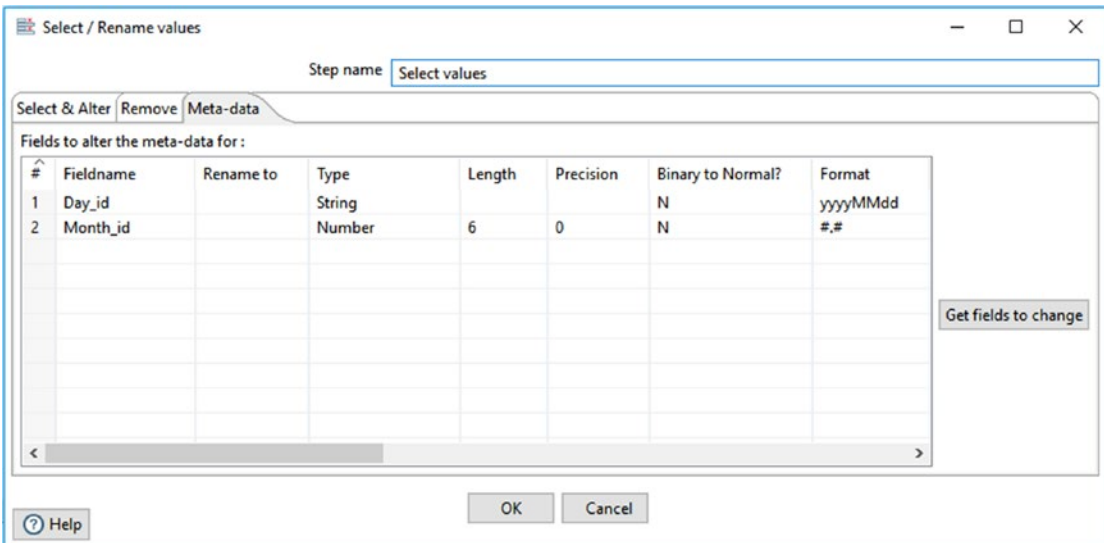 Select / Rename values
Step name Select values
Select & Alter Remove Meta-data
Fields to alter the meta-data for :
# Fieldname Rename to Type Length Precision Binary to Normal? Format
1 Day_id String N yyyyMMdd
2 Month_id Number 6 0 N #.#
Get fields to change
OK Cancel
Help